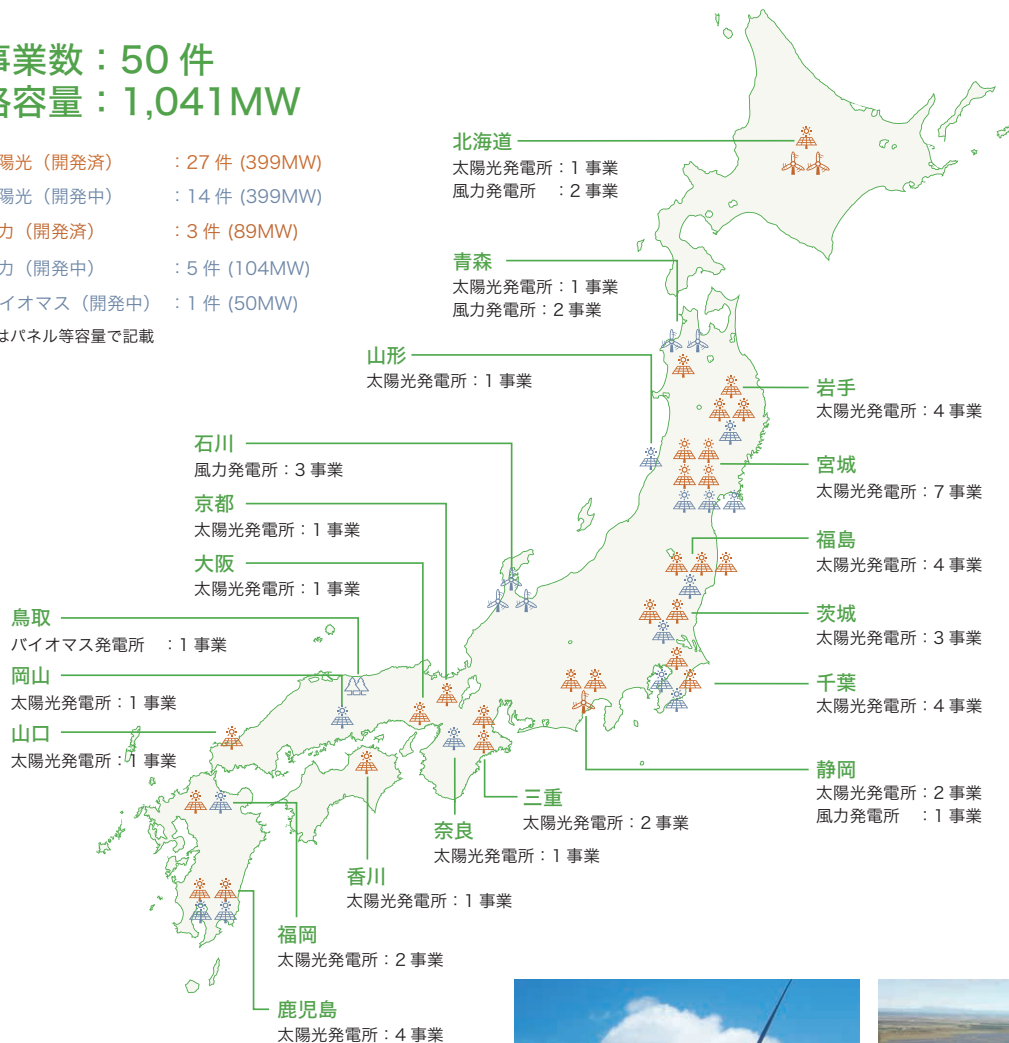 事業数：50 件
格容量：1,041MW
陽光（開発済） ：27 件 (399MW)
陽光（開発中） ：14 件 (399MW)
力（開発済） ：3 件 (89MW)
力（開発中） ：5 件 (104MW)
イオマス（開発中） ：1 件 (50MW)
はパネル等容量で記載
北海道
太陽光発電所：1 事業
風力発電所 ：2 事業
青森
太陽光発電所：1 事業
風力発電所：2 事業
山形
太陽光発電所：1 事業
岩手
太陽光発電所：4 事業
石川
風力発電所：3 事業
宮城
太陽光発電所：7 事業
京都
太陽光発電所：1 事業
福島
太陽光発電所：4 事業
大阪
太陽光発電所：1 事業
鳥取
バイオマス発電所 ：1 事業
茨城
太陽光発電所：3 事業
岡山
太陽光発電所：1 事業
千葉
太陽光発電所：4 事業
山口
太陽光発電所：1 事業
静岡
太陽光発電所：2 事業
風力発電所 ：1 事業
三重
太陽光発電所：2 事業
奈良
太陽光発電所：1 事業
香川
太陽光発電所：1 事業
福岡
太陽光発電所：2 事業
鹿児島
太陽光発電所：4 事業